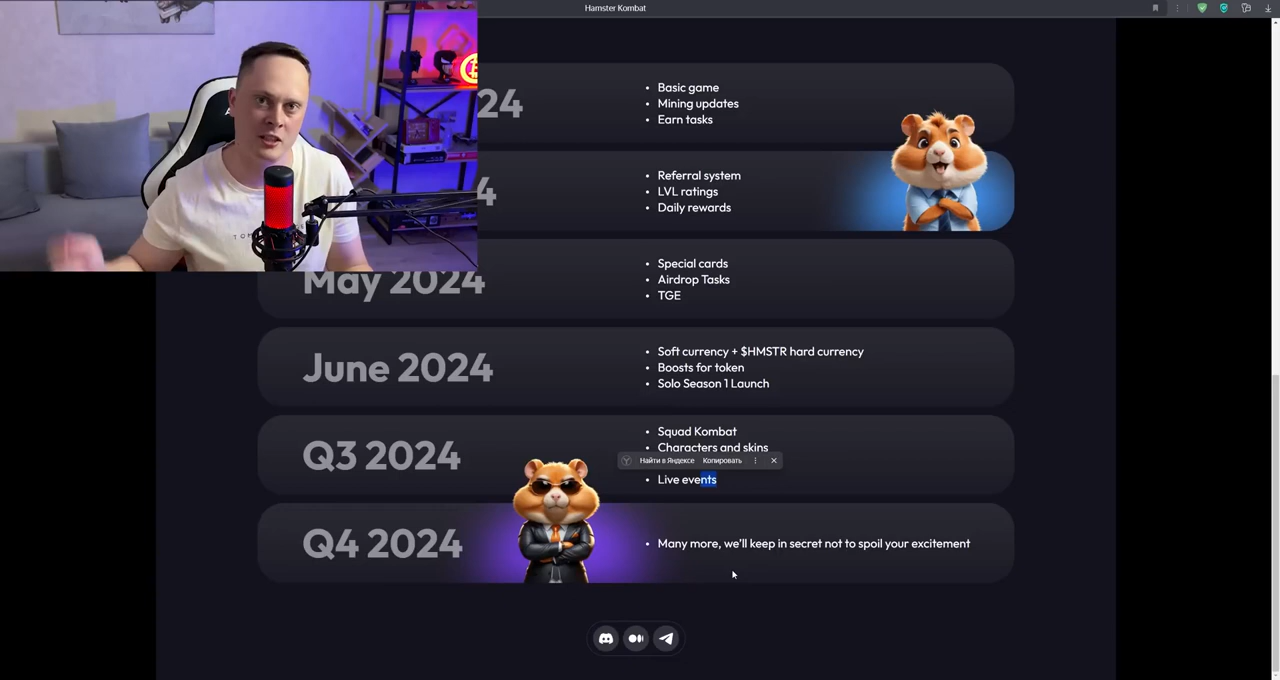 Hamster Kombat
24
• Basic game
• Mining updates
• Earn tasks
4
• Referral system
• LVL ratings
• Daily rewards
May 2024
• Special cards
• Airdrop Tasks
• TGE
June 2024
• Soft currency + $HMSTR hard currency
• Boosts for token
• Solo Season 1 Launch
Q3 2024
• Squad Kombat
• Characters and skins
Найти в Яндексе Копировать
• Live events
Q4 2024
• Many more, we'll keep in secret not to spoil your excitement